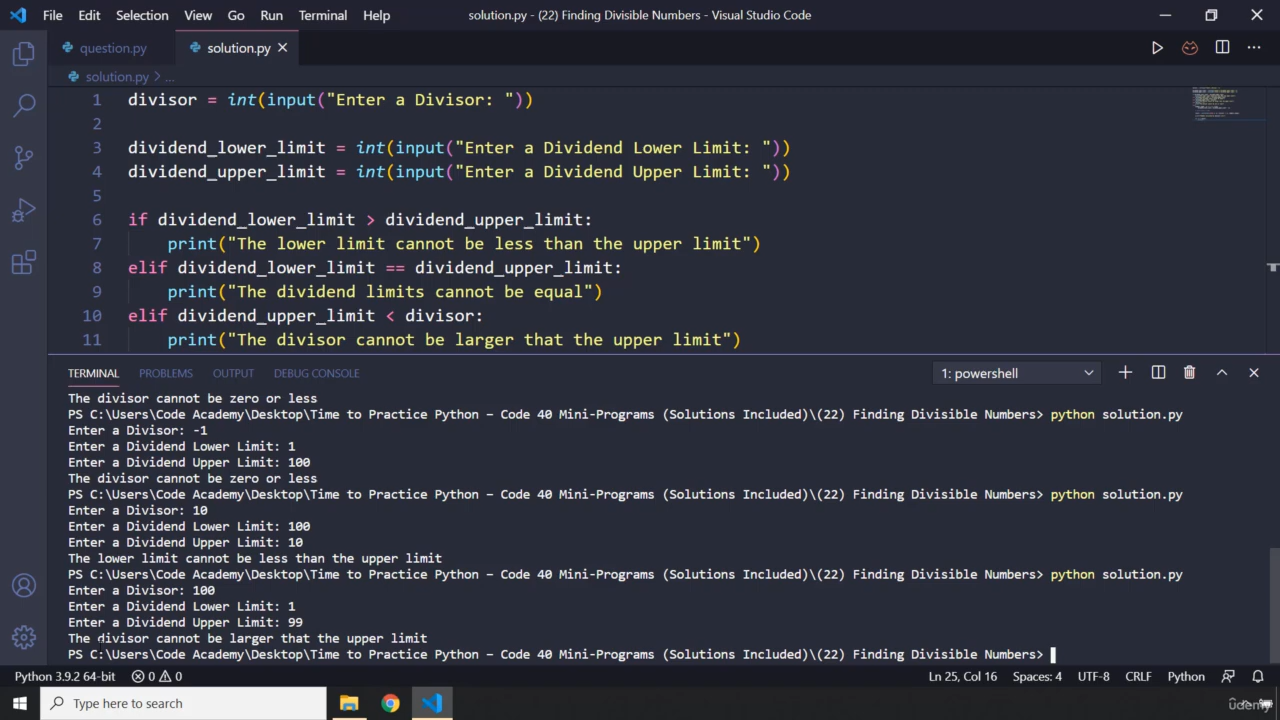 File Edit Selection View Go Run Terminal Help solution.py - (22) Finding Divisible Numbers - Visual Studio Code
question.py solution.py
solution.py > ...
1 divisor = int(input("Enter a Divisor: "))
2
3 dividend_lower_limit = int(input("Enter a Dividend Lower Limit: "))
4 dividend_upper_limit = int(input("Enter a Dividend Upper Limit: "))
5
6 if dividend_lower_limit > dividend_upper_limit:
7 print("The lower limit cannot be less than the upper limit")
8 elif dividend_lower_limit == dividend_upper_limit:
9 print("The dividend limits cannot be equal")
10 elif dividend_upper_limit < divisor:
11 print("The divisor cannot be larger that the upper limit")
TERMINAL PROBLEMS OUTPUT DEBUG CONSOLE 1: powershell
The divisor cannot be zero or less
PS C:\Users\Code Academy\Desktop\Time to Practice Python – Code 40 Mini-Programs (Solutions Included)\(22) Finding Divisible Numbers> python solution.py
Enter a Divisor: -1
Enter a Dividend Lower Limit: 1
Enter a Dividend Upper Limit: 100
The divisor cannot be zero or less
PS C:\Users\Code Academy\Desktop\Time to Practice Python – Code 40 Mini-Programs (Solutions Included)\(22) Finding Divisible Numbers> python solution.py
Enter a Divisor: 10
Enter a Dividend Lower Limit: 100
Enter a Dividend Upper Limit: 10
The lower limit cannot be less than the upper limit
PS C:\Users\Code Academy\Desktop\Time to Practice Python – Code 40 Mini-Programs (Solutions Included)\(22) Finding Divisible Numbers> python solution.py
Enter a Divisor: 100
Enter a Dividend Lower Limit: 1
Enter a Dividend Upper Limit: 99
The divisor cannot be larger that the upper limit
PS C:\Users\Code Academy\Desktop\Time to Practice Python – Code 40 Mini-Programs (Solutions Included)\(22) Finding Divisible Numbers>
Python 3.9.2 64-bit 0 0 Ln 25, Col 16 Spaces: 4 UTF-8 CRLF Python
Type here to search udemy